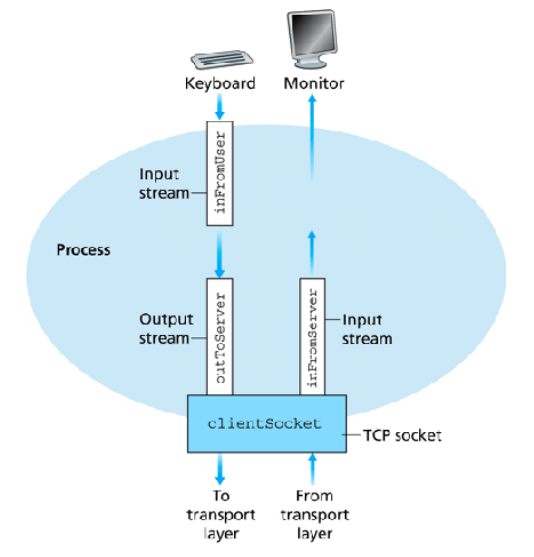 Keyboard
Monitor
Input
stream
inFromUser
Process
Output
stream
outToServer
inFromServer
Input
stream
clientSocket
TCP socket
To
transport
layer
From
transport
layer